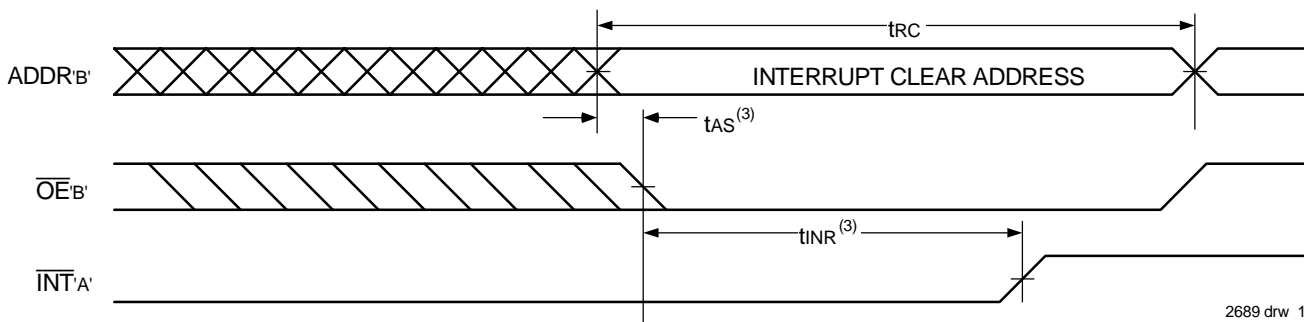 tRC
ADDR'B'
INTERRUPT CLEAR ADDRESS
tAS(3)
OE'B'
tINR(3)
INT'A'
2689 drw 1